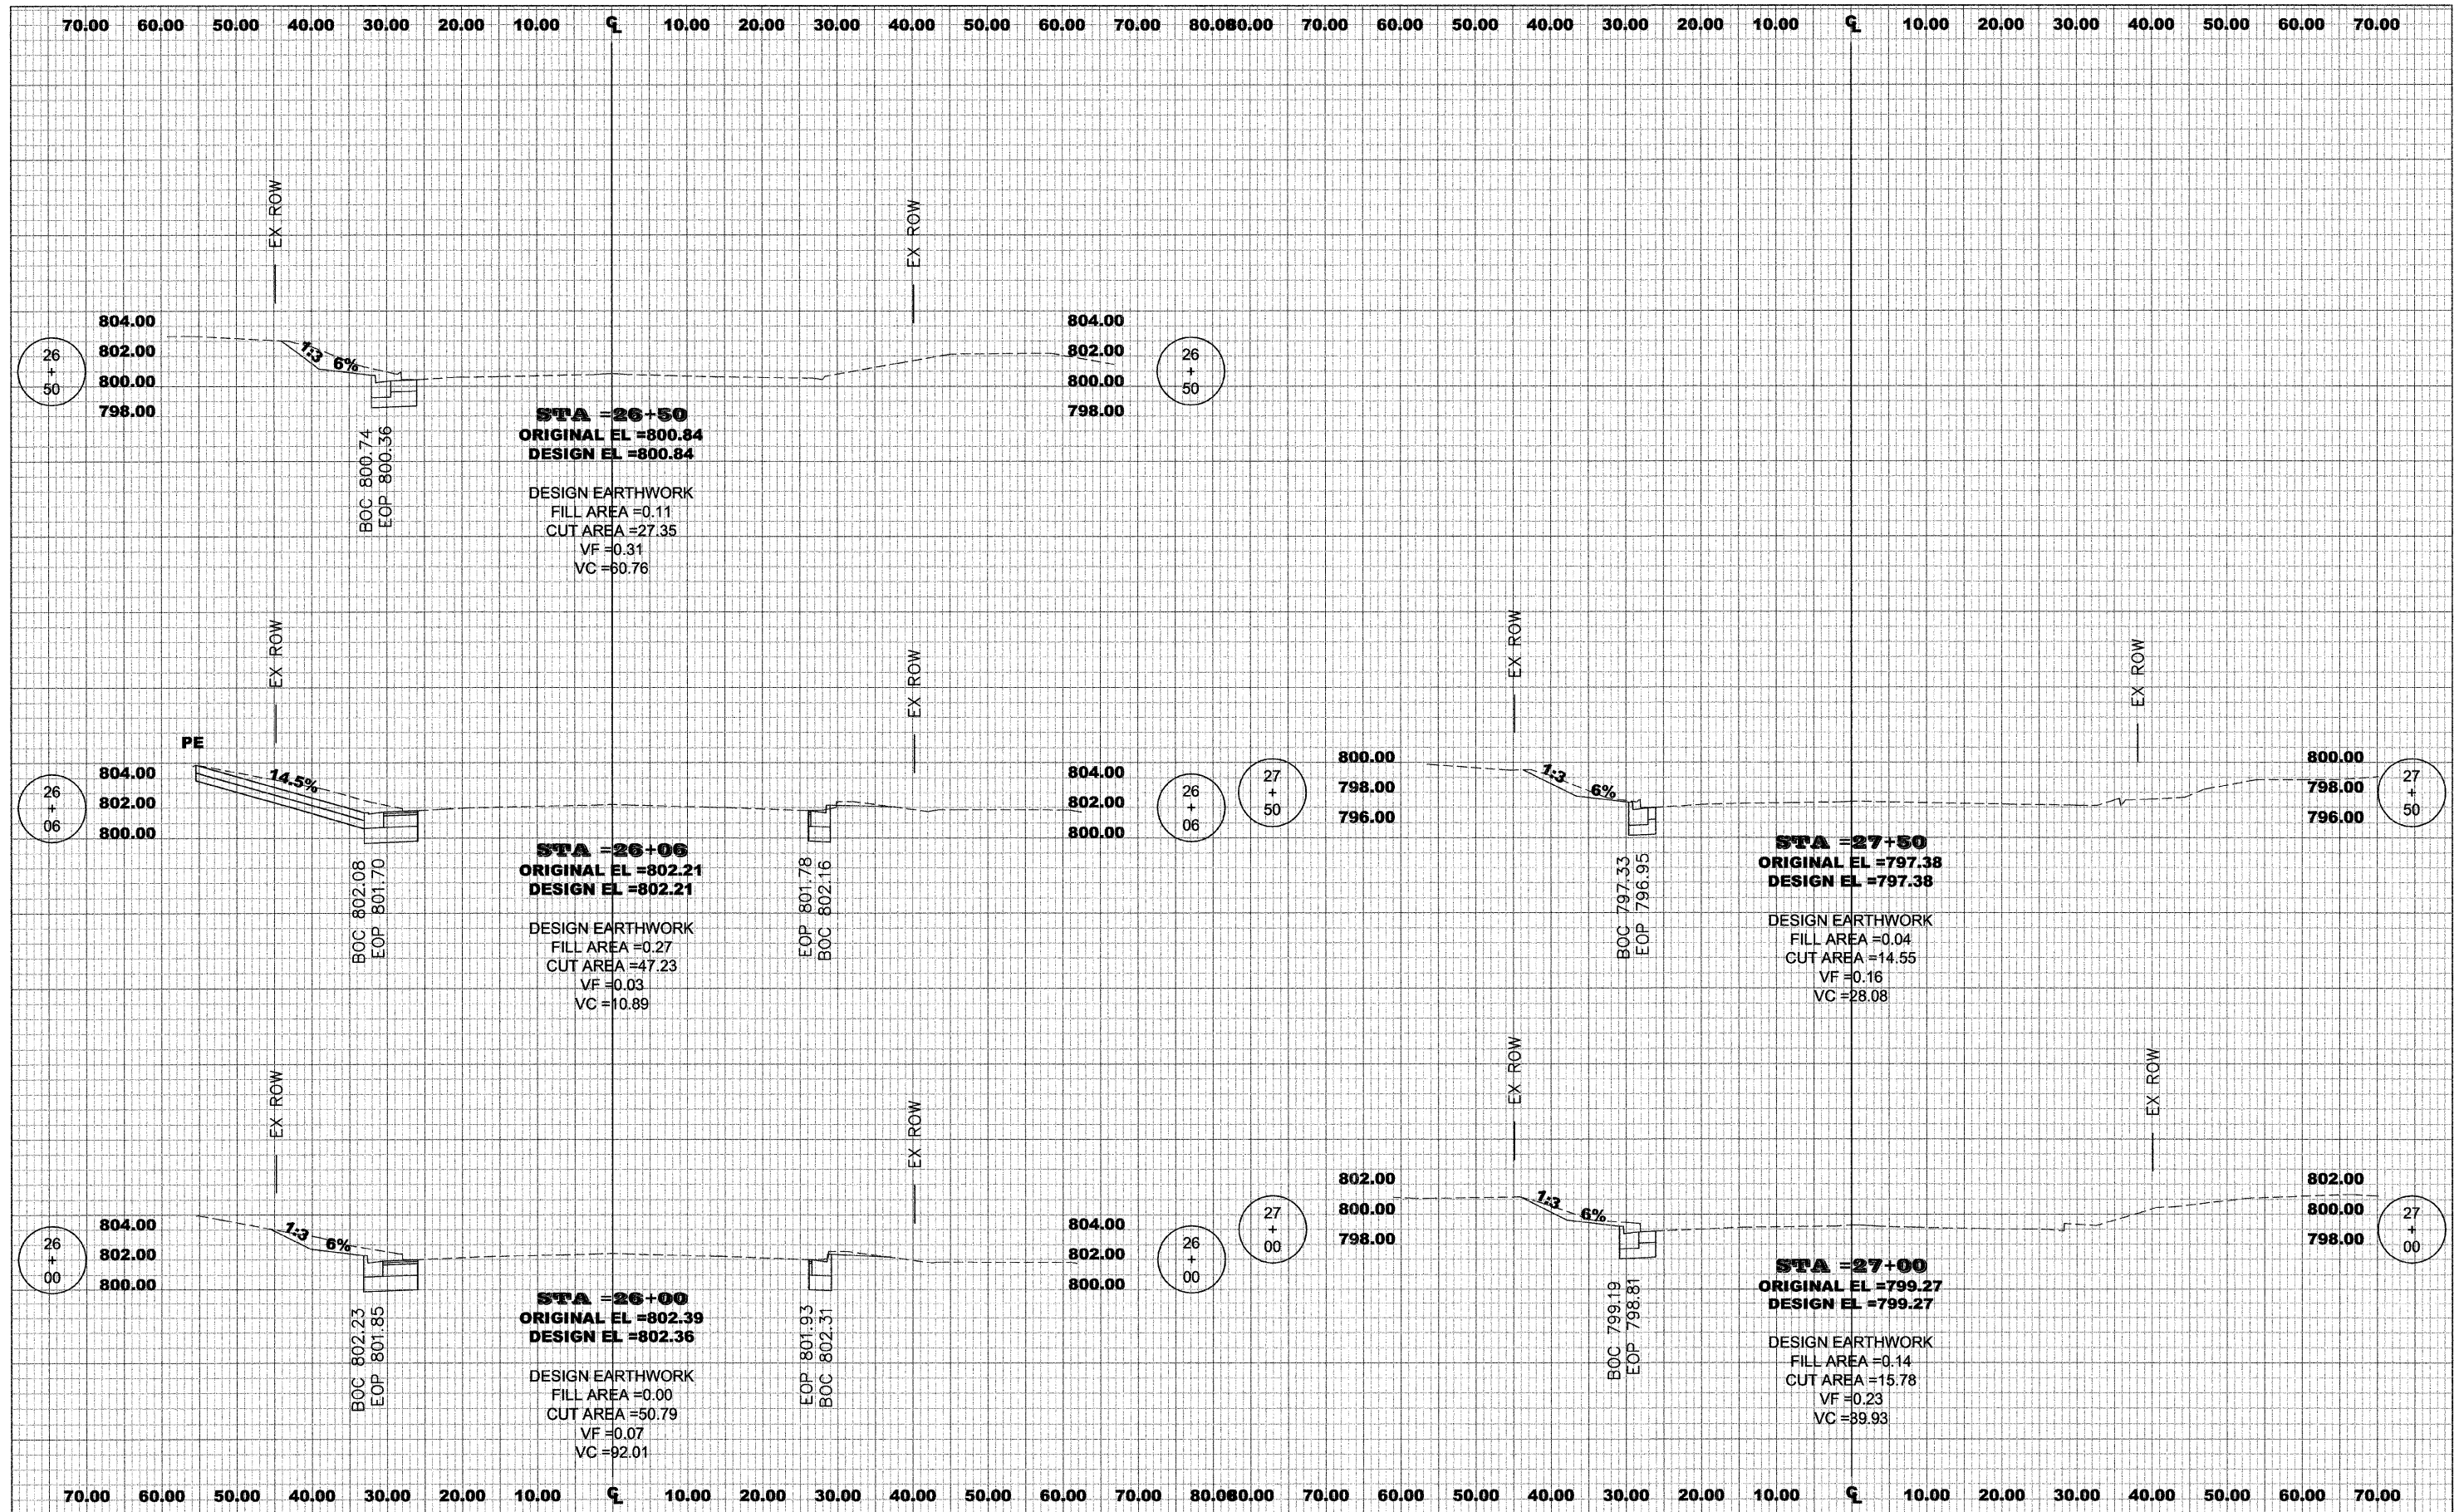 70.00 60.00 50.00 40.00 30.00 20.00 10.00 CL 10.00 20.00 30.00 40.00 50.00 60.00 70.00 80.00 80.00 70.00 60.00 50.00 40.00 30.00 20.00 10.00 CL 10.00 20.00 30.00 40.00 50.00 60.00 70.00
EX ROW
EX ROW
804.00
802.00
800.00
798.00
26
+
50
1:3
6%
804.00
802.00
800.00
798.00
26
+
50
BOC 800.74
EOP 800.36
STA =26+50
ORIGINAL EL =800.84
DESIGN EL =800.84
DESIGN EARTHWORK
FILL AREA =0.11
CUT AREA =27.35
VF =0.31
VC =60.76
EX ROW
EX ROW
PE
804.00
802.00
800.00
26
+
06
14.5%
804.00
802.00
800.00
26
+
06
BOC 802.08
EOP 801.70
EOP 801.78
BOC 802.16
STA =26+06
ORIGINAL EL =802.21
DESIGN EL =802.21
DESIGN EARTHWORK
FILL AREA =0.27
CUT AREA =47.23
VF =0.03
VC =10.89
EX ROW
EX ROW
804.00
802.00
800.00
26
+
00
1:3
6%
804.00
802.00
800.00
26
+
00
BOC 802.23
EOP 801.85
EOP 801.93
BOC 802.31
STA =26+00
ORIGINAL EL =802.39
DESIGN EL =802.36
DESIGN EARTHWORK
FILL AREA =0.00
CUT AREA =50.79
VF =0.07
VC =92.01
EX ROW
EX ROW
27
+
50
800.00
798.00
796.00
1:3
6%
800.00
798.00
796.00
27
+
50
BOC 797.33
EOP 796.95
STA =27+50
ORIGINAL EL =797.38
DESIGN EL =797.38
DESIGN EARTHWORK
FILL AREA =0.04
CUT AREA =14.55
VF =0.16
VC =28.08
EX ROW
EX ROW
27
+
00
802.00
800.00
798.00
1:3
6%
802.00
800.00
798.00
27
+
00
BOC 799.19
EOP 798.81
STA =27+00
ORIGINAL EL =799.27
DESIGN EL =799.27
DESIGN EARTHWORK
FILL AREA =0.14
CUT AREA =15.78
VF =0.23
VC =39.93
70.00 60.00 50.00 40.00 30.00 20.00 10.00 CL 10.00 20.00 30.00 40.00 50.00 60.00 70.00 80.00 80.00 70.00 60.00 50.00 40.00 30.00 20.00 10.00 CL 10.00 20.00 30.00 40.00 50.00 60.00 70.00